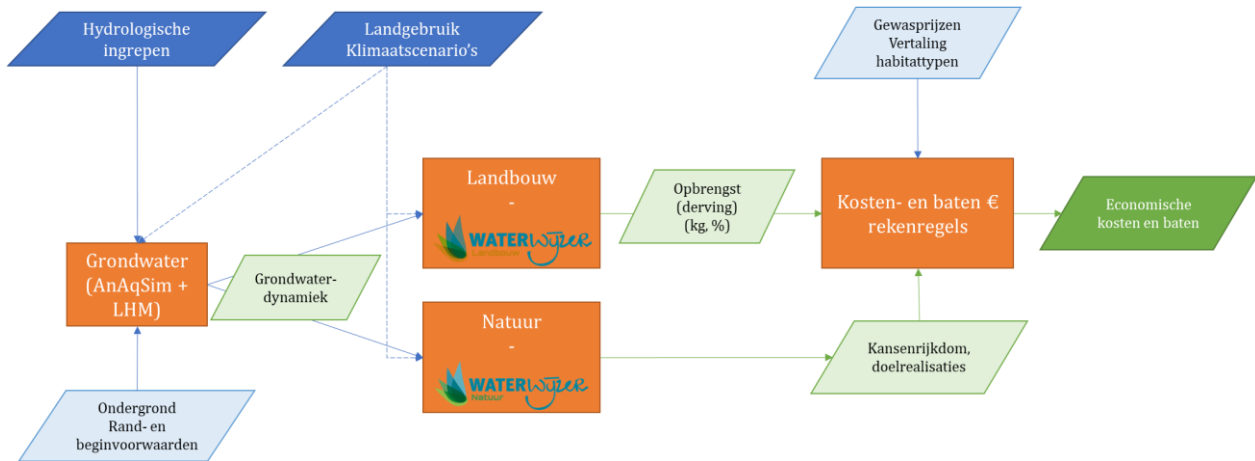 Hydrologische
ingrepen
Landgebruik
Klimaatscenario's
Gewasprijzen
Vertaling
habitattypen
Landbouw
-
WATERWijzer
Landbouw
Opbrengst
(derving)
(kg, %)
Kosten- en baten €
rekenregels
Economische
kosten en baten
Grondwater
(AnAqSim +
LHM)
Grondwater-
dynamiek
Natuur
-
WATERWijzer
Natuur
Kansenrijkdom,
doelrealisaties
Ondergrond
Rand- en
beginvoorwaarden